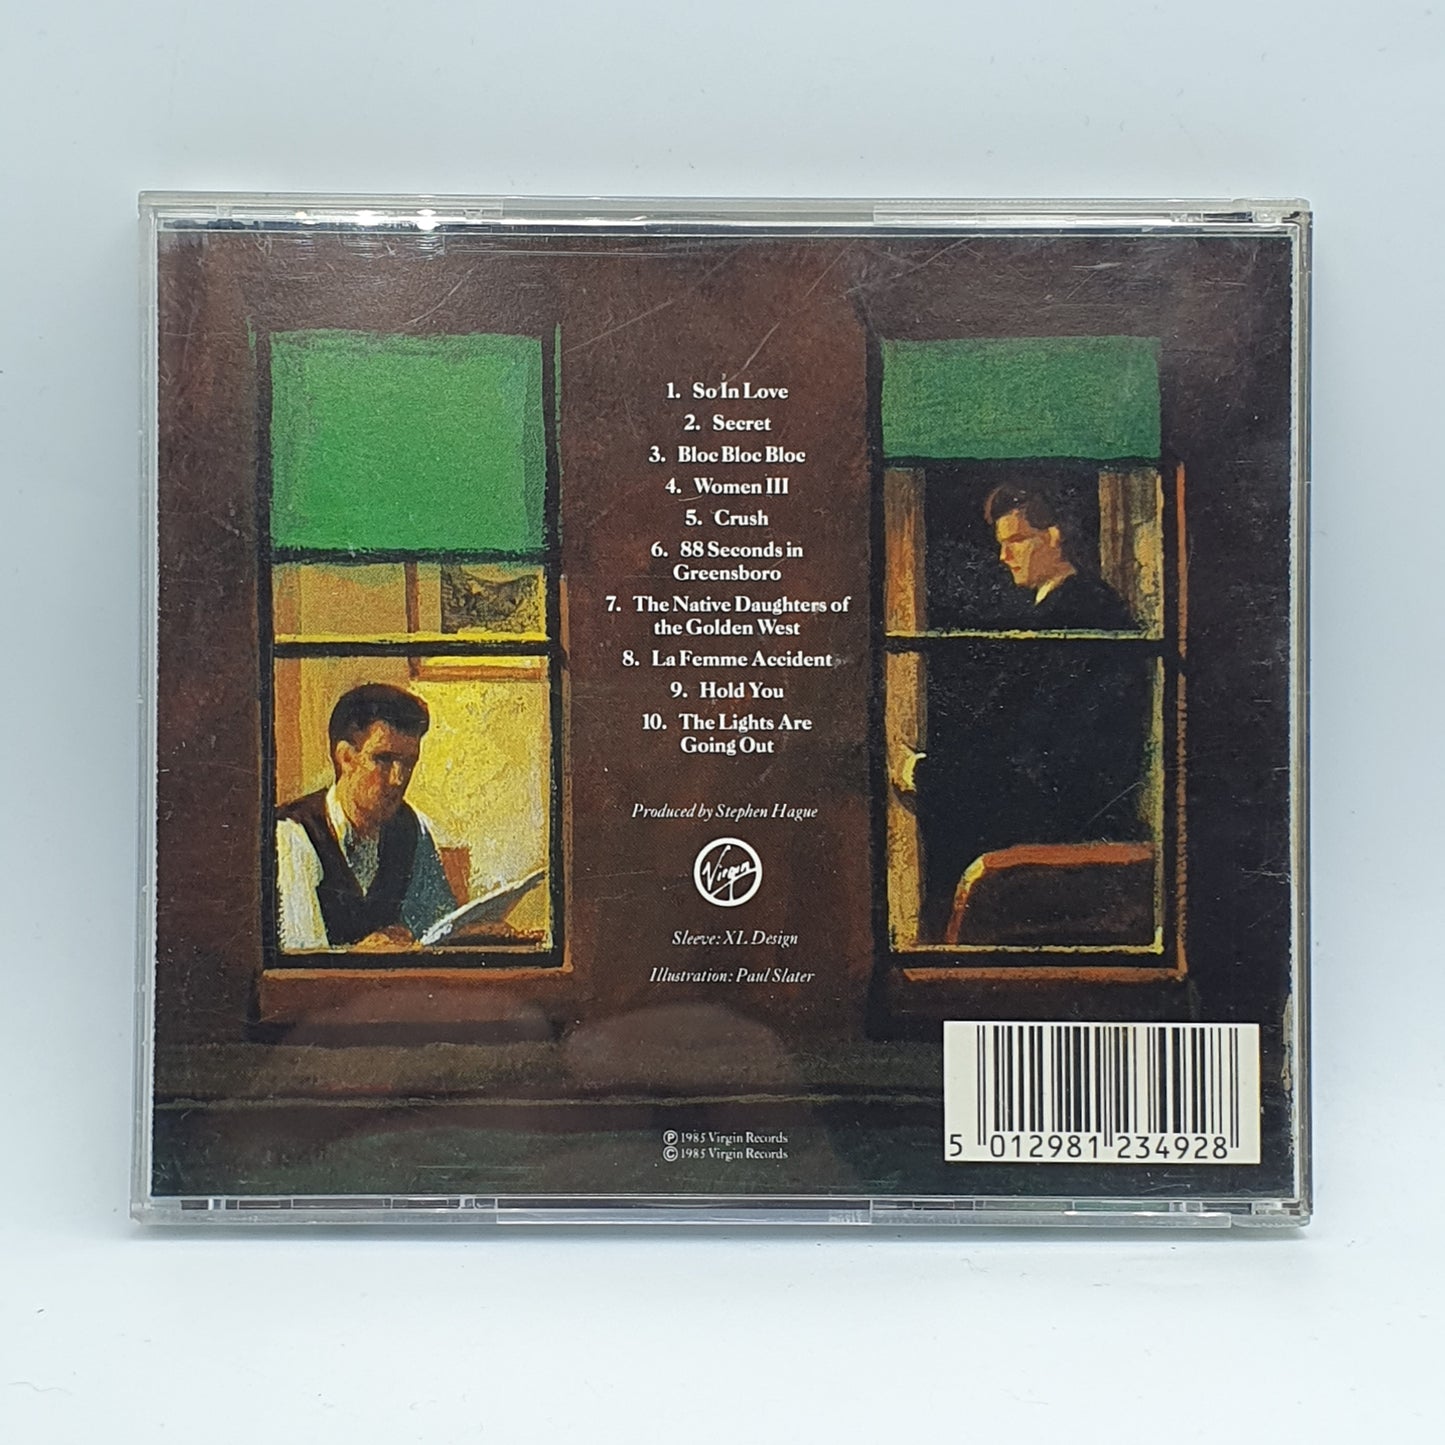 1. So In Love
2. Secret
3. Bloc Bloc Bloc
4. Women III
5. Crush
6. 88 Seconds in
Greensboro
7. The Native Daughters of
the Golden West
8. La Femme Accident
9. Hold You
10. The Lights Are
Going Out
Produced by Stephen Hague
Virgin
Sleeve: XL Design
Illustration: Paul Slater
Ⓟ 1985 Virgin Records
© 1985 Virgin Records
5 012981 234928